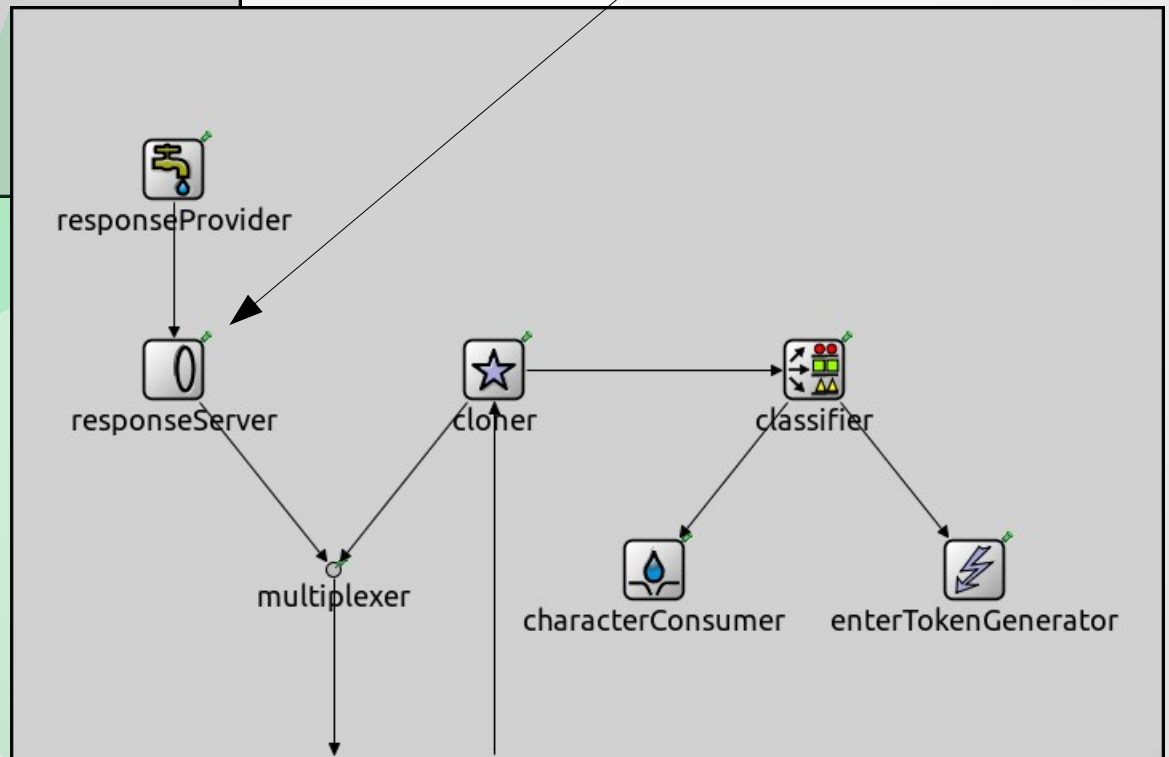 responseProvider
responseServer
cloner
classifier
multiplexer
characterConsumer
enterTokenGenerator